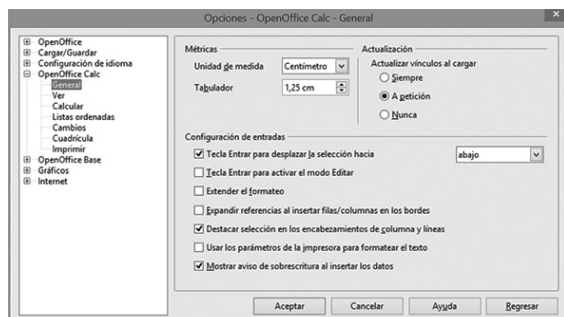 Opciones - OpenOffice Calc - General
OpenOffice
Cargar/Guardar
Configuración de idioma
OpenOffice Calc
General
Ver
Calcular
Listas ordenadas
Cambios
Cuadrícula
Imprimir
OpenOffice Base
Gráficos
Internet
Métricas
Unidad de medida Centímetro
Tabulador 1,25 cm
Actualización
Actualizar vínculos al cargar
Siempre
A petición
Nunca
Configuración de entradas
Tecla Entrar para desplazar la selección hacia abajo
Tecla Entrar para activar el modo Editar
Extender el formateo
Expandir referencias al insertar filas/columnas en los bordes
Destacar selección en los encabezamientos de columna y líneas
Usar los parámetros de la impresora para formatear el texto
Mostrar aviso de sobrescritura al insertar los datos
Aceptar Cancelar Ayuda Regresar